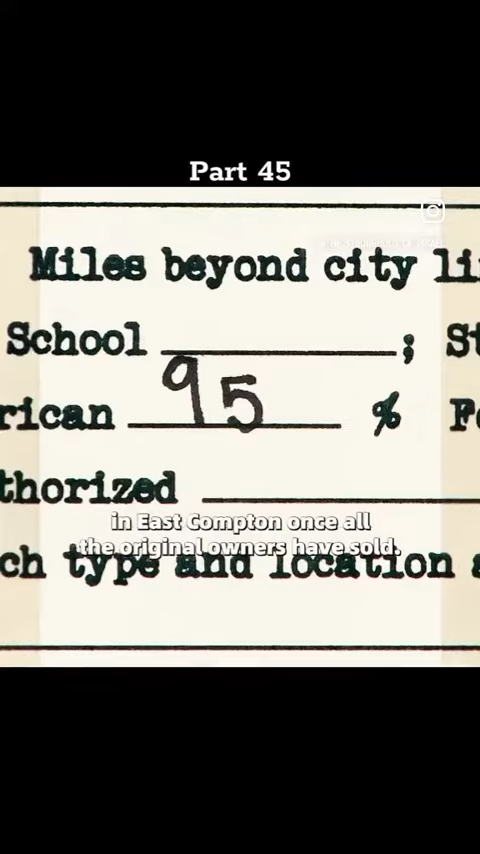 Part 45
Miles beyond city li
School ; St
rican 95 % Fo
thorized
in East Compton once all
the original owners have sold.
ch type and location a